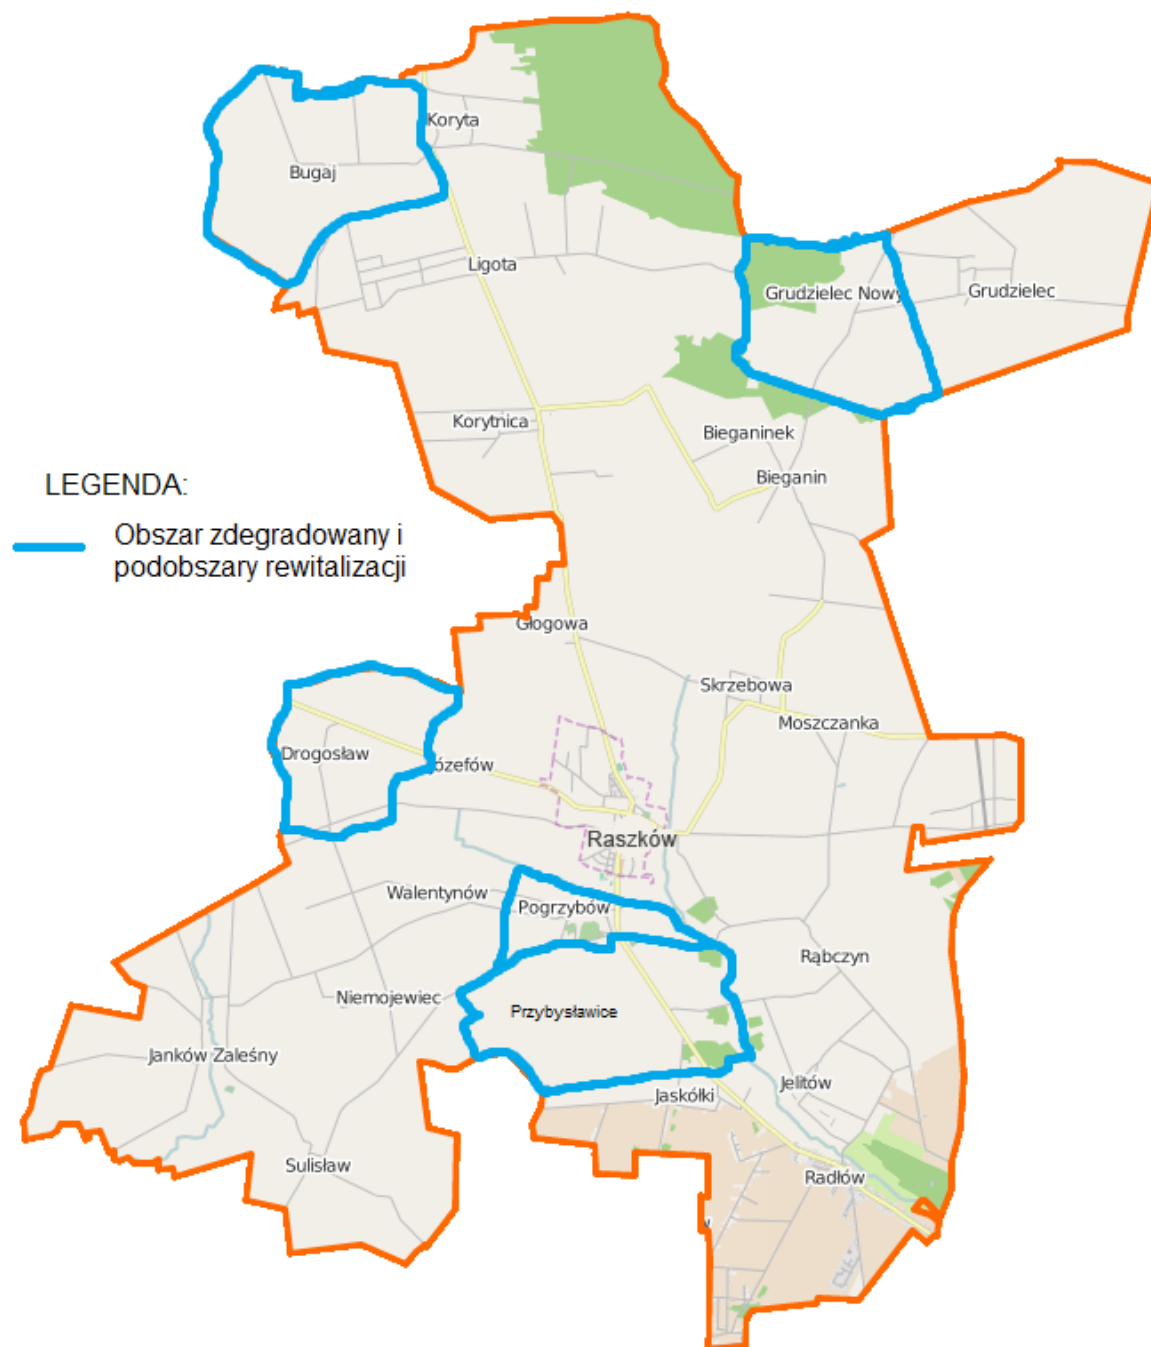 Koryta
Bugaj
Ligota
Grudzielec Nowy
Grudzielec
Korytnica
Bieganinek
Bieganin
LEGENDA:
Obszar zdegradowany i
podobszary rewitalizacji
Głogowa
Skrzebowa
Moszczanka
Drogosław
Józefów
Raszków
Walentynów
Pogrzybów
Rąbczyn
Niemojewiec
Przybysławice
Janków Zaleśny
Jelitów
Jaskółki
Sulisław
Radłów